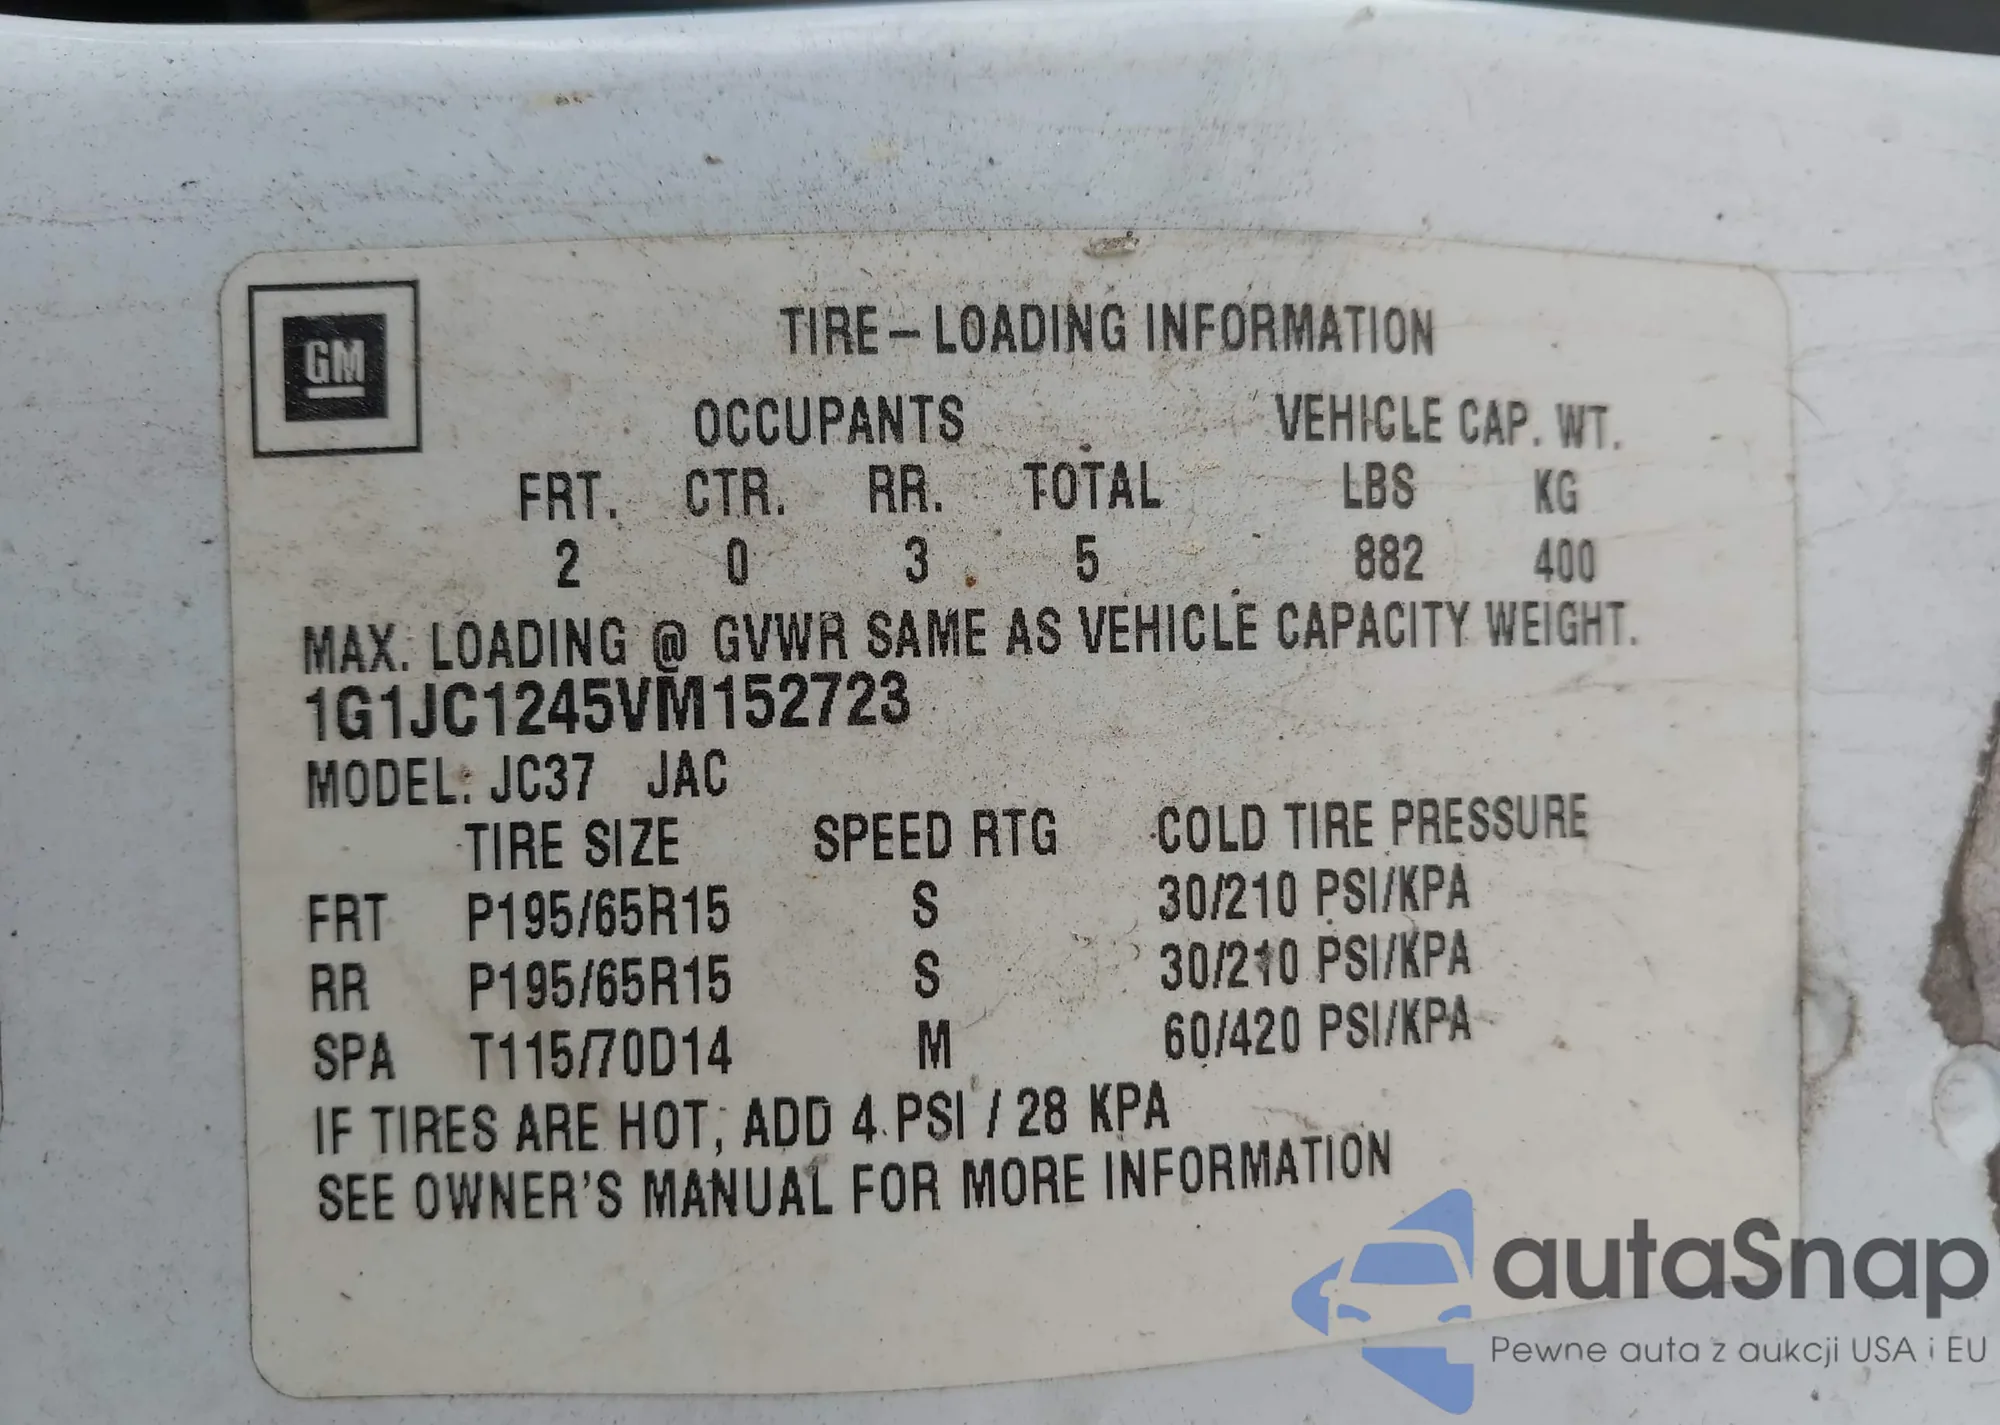 GM
TIRE – LOADING INFORMATION
OCCUPANTS VEHICLE CAP. WT.
FRT. CTR. RR. TOTAL LBS KG
2 0 3 5 882 400
MAX. LOADING @ GVWR SAME AS VEHICLE CAPACITY WEIGHT.
1G1JC1245VM152723
MODEL: JC37 JAC
TIRE SIZE SPEED RTG COLD TIRE PRESSURE
FRT P195/65R15 S 30/210 PSI/KPA
RR P195/65R15 S 30/210 PSI/KPA
SPA T115/70D14 M 60/420 PSI/KPA
IF TIRES ARE HOT, ADD 4 PSI / 28 KPA
SEE OWNER'S MANUAL FOR MORE INFORMATION
autaSnap
Pewne auta z aukcji USA i EU